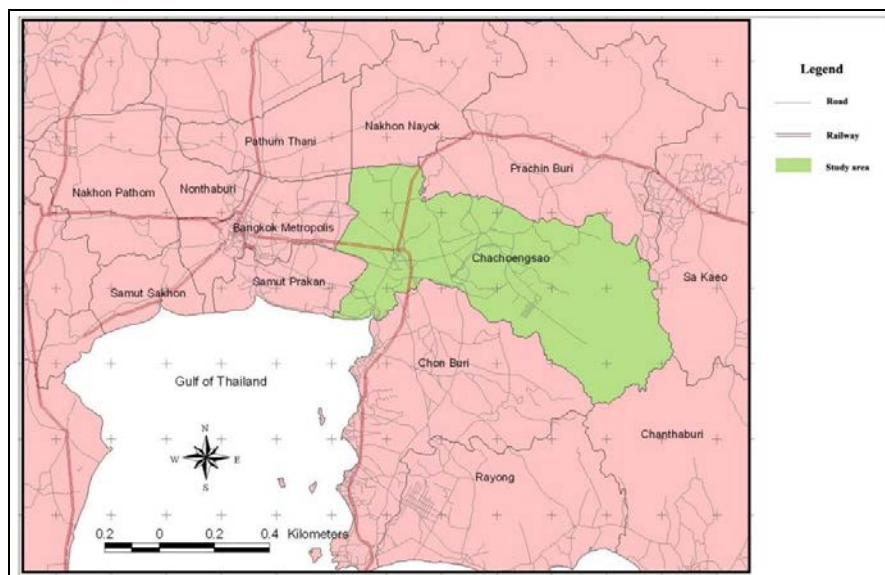 Legend
Road
Railway
Study area
Nakhon Nayok
Pathum Thani
Prachin Buri
Nakhon Pathom
Nonthaburi
Bangkok Metropolis
Chachoengsao
Sa Kaeo
Samut Prakan
Samut Sakhon
Chon Buri
Gulf of Thailand
Chanthaburi
N
W E
S
Rayong
0.2 0 0.2 0.4 Kilometers